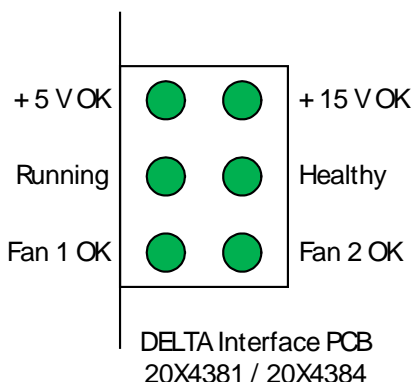 + 5 V OK
+ 15 V OK
Running
Healthy
Fan 1 OK
Fan 2 OK
DELTA Interface PCB
20X4381 / 20X4384